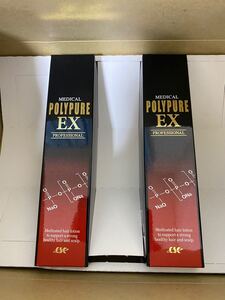 MEDICAL
POLYPURE
EX
PROFESSIONAL
Medicated hair lotion
to support a strong
healthy hair and scalp.
MEDICAL
POLYPURE
EX
PROFESSIONAL
Medicated hair lotion
to support a strong
healthy hair and scalp.